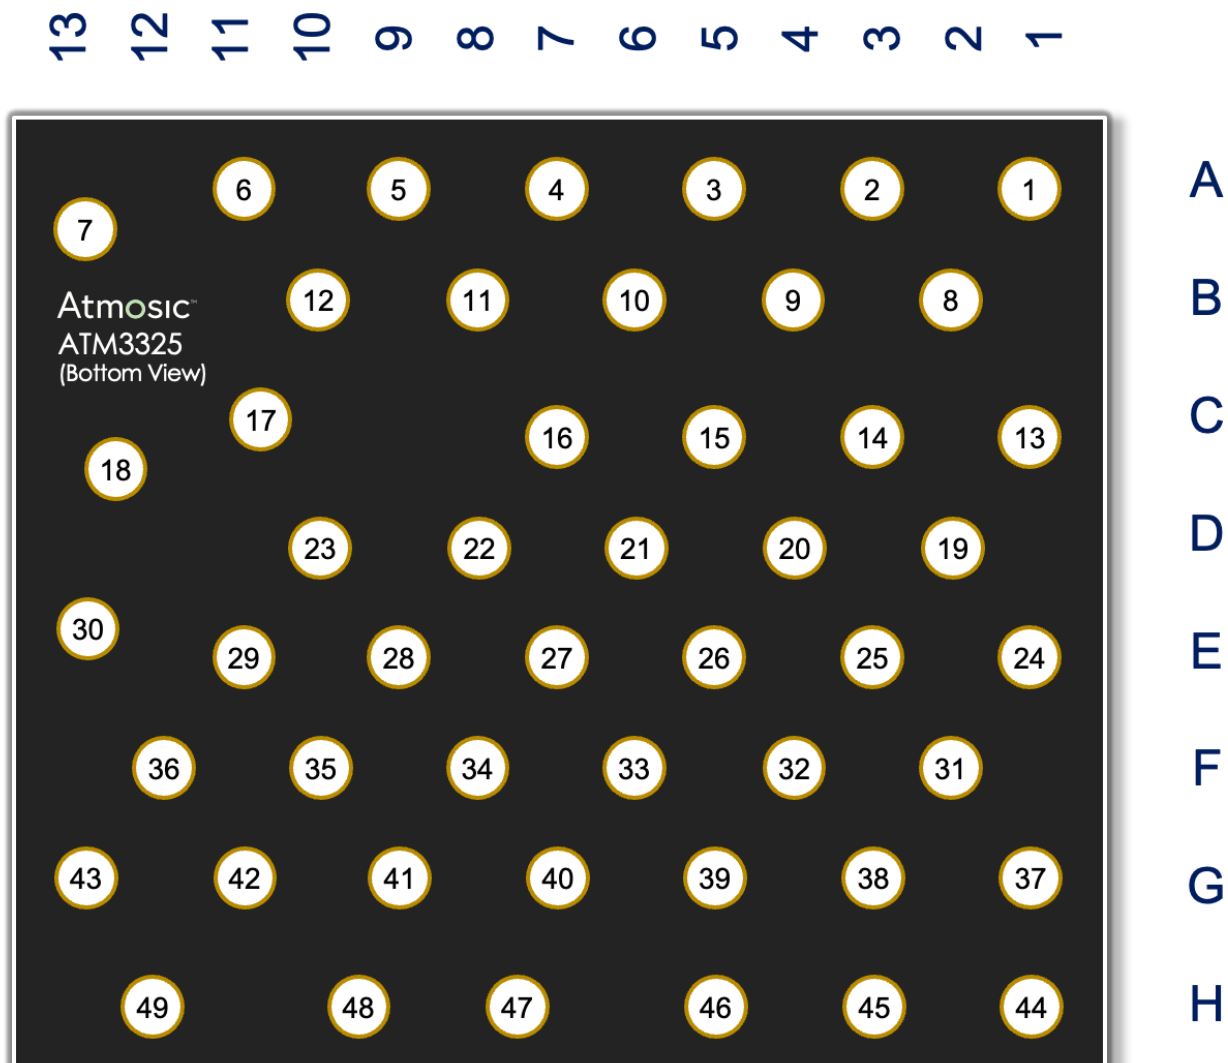 13 12 11 10 9 8 7 6 5 4 3 2 1
A
6 5 4 3 2 1
7
B
12 11 10 9 8
Atmosic™
ATM3325
(Bottom View)
C
17
16 15 14 13
18
D
23 22 21 20 19
30
E
29 28 27 26 25 24
F
36 35 34 33 32 31
G
43 42 41 40 39 38 37
H
49 48 47 46 45 44